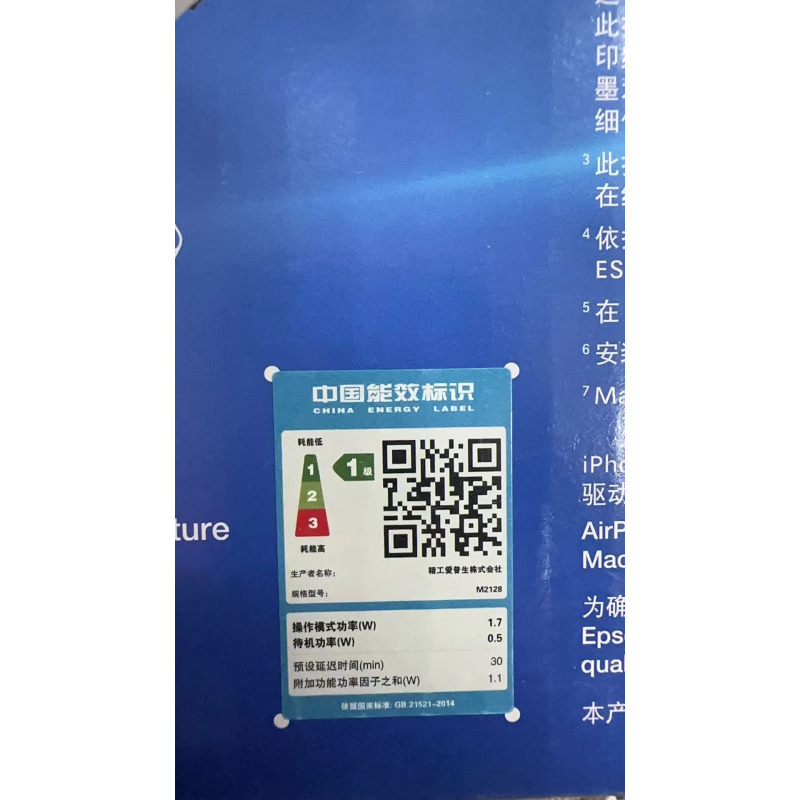 印
墨
细
3 此
在
4 依
ES
5 在
6 安装
7 Ma
iPho
驱动
AirP
Mac
为确
Epso
qual
本产
ture
中国能效标识
CHINA ENERGY LABEL
耗能低
1
2
3
耗能高
1级
生产者名称:
精工爱普生株式会社
规格型号:
M2128
操作模式功率(W) 1.7
待机功率(W) 0.5
预设延迟时间(min) 30
附加功能功率因子之和(W) 1.1
依据国家标准: GB 21521-2014